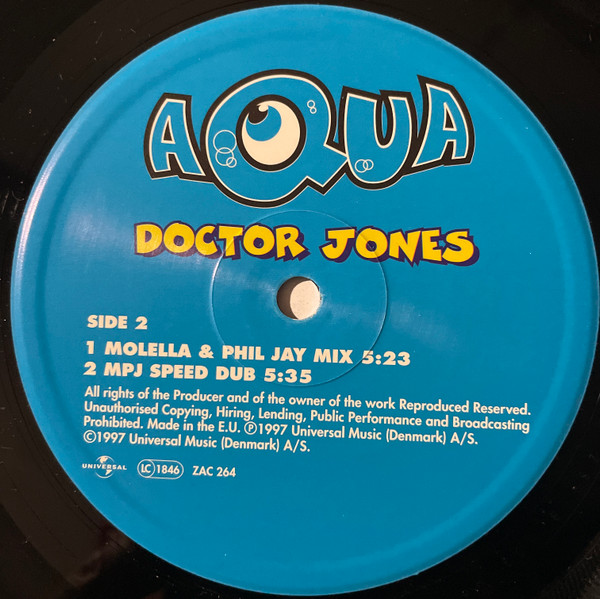 AQUA
DOCTOR JONES
SIDE 2
1 MOLELLA & PHIL JAY MIX 5:23
2 MPJ SPEED DUB 5:35
All rights of the Producer and of the owner of the work Reproduced Reserved.
Unauthorised Copying, Hiring, Lending, Public Performance and Broadcasting
Prohibited. Made in the E.U. ℗1997 Universal Music (Denmark) A/S.
©1997 Universal Music (Denmark) A/S.
UNIVERSAL LC 1846 ZAC 264